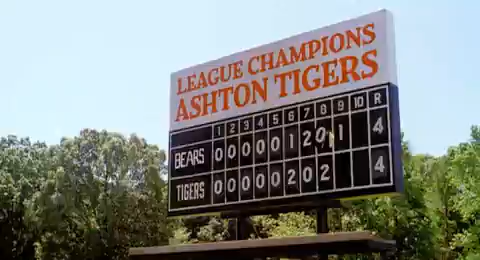 LEAGUE CHAMPIONS
ASHTON TIGERS
1 2 3 4 5 6 7 8 9 10 R
BEARS 0 0 0 0 0 1 2 0 1 4
TIGERS 0 0 0 0 0 2 0 2 4